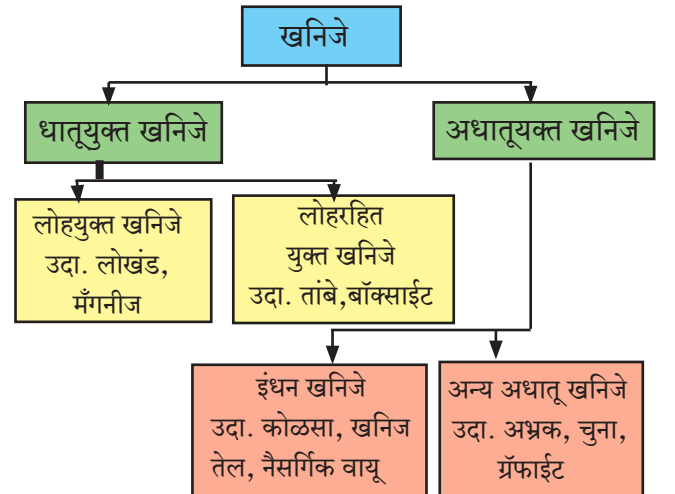 खनिजे
धातूयुक्त खनिजे
अधातूयक्त खनिजे
लोहयुक्त खनिजे
उदा. लोखंड,
मँगनीज
लोहरहित
युक्त खनिजे
उदा. तांबे,बॉक्साईट
इंधन खनिजे
उदा. कोळसा, खनिज
तेल, नैसर्गिक वायू
अन्य अधातू खनिजे
उदा. अभ्रक, चुना,
ग्रॅफाईट